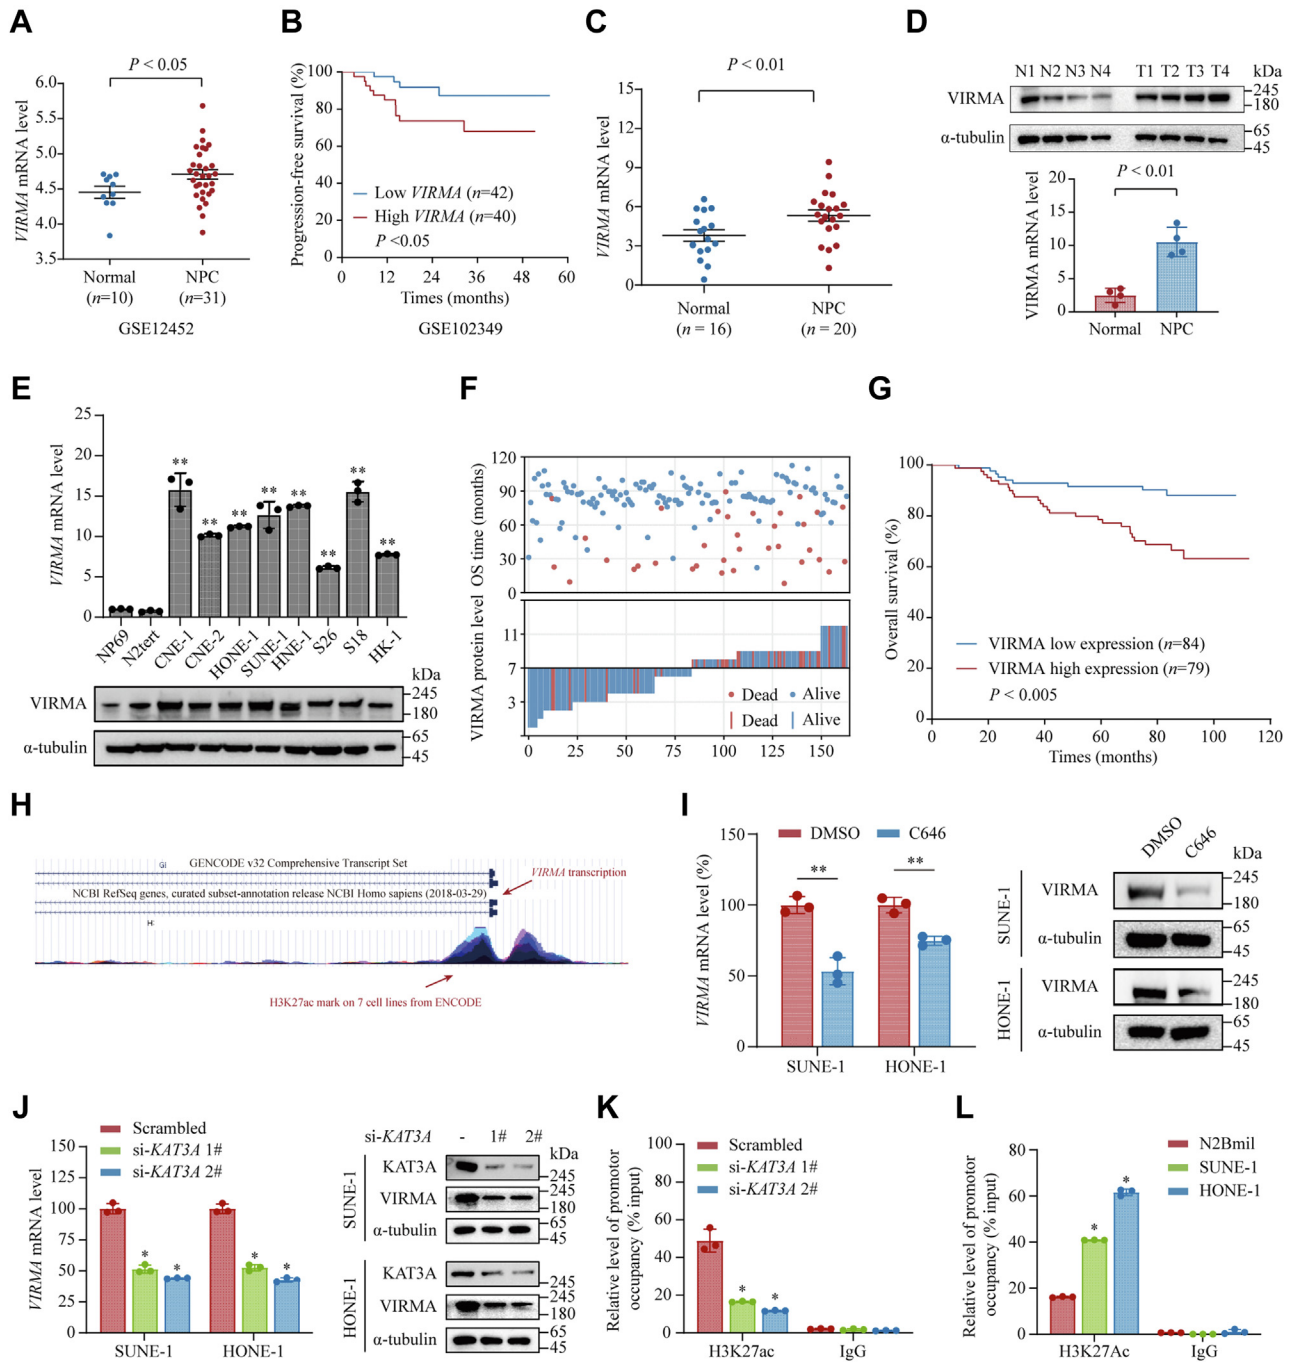 A
P < 0.05
VIRMA mRNA level
6.0
5.5
5.0
4.5
4.0
3.5
Normal
(n=10)
NPC
(n=31)
GSE12452
B
Progression-free survival (%)
100
80
60
40
20
0
Low VIRMA (n=42)
High VIRMA (n=40)
P <0.05
0 12 24 36 48 60
Times (months)
GSE102349
C
P < 0.01
VIRMA mRNA level
15
12
9
6
3
0
Normal
(n = 16)
NPC
(n = 20)
D
N1 N2 N3 N4 T1 T2 T3 T4 kDa
VIRMA
245
180
α-tubulin
65
45
P < 0.01
VIRMA mRNA level
20
15
10
5
0
Normal NPC
E
VIRMA mRNA level
25
20
15
10
5
0
** ** ** ** ** ** ** **
NP69 N2tert CNE-1 CNE-2 HONE-1 SUNE-1 HNE-1 S26 S18 HK-1
kDa
VIRMA
245
180
α-tubulin
65
45
F
OS time (months)
120
90
60
30
0
VIRMA protein level
11
7
3
Dead Alive
Dead Alive
0 25 50 75 100 125 150
G
Overall survival (%)
100
80
60
40
20
0
VIRMA low expression (n=84)
VIRMA high expression (n=79)
P < 0.005
0 20 40 60 80 100 120
Times (months)
H
GENCODE v32 Comprehensive Transcript Set
VIRMA transcription
NCBI RefSeq genes, curated subset-annotation release NCBI Homo sapiens (2018-03-29)
H3K27ac mark on 7 cell lines from ENCODE
I
DMSO C646
VIRMA mRNA level (%)
150
100
50
0
** **
SUNE-1 HONE-1
DMSO C646 kDa
SUNE-1
VIRMA
245
180
α-tubulin
65
45
HONE-1
VIRMA
245
180
α-tubulin
65
45
J
Scrambled
si-KAT3A 1#
si-KAT3A 2#
VIRMA mRNA level
150
125
100
75
50
25
0
* * * *
SUNE-1 HONE-1
si-KAT3A - 1# 2# kDa
SUNE-1
KAT3A
245
VIRMA
245
180
α-tubulin
65
45
HONE-1
KAT3A
245
VIRMA
245
180
α-tubulin
65
45
K
Relative level of promotor
occupancy (% input)
100
80
60
40
20
0
Scrambled
si-KAT3A 1#
si-KAT3A 2#
* *
H3K27ac IgG
L
Relative level of promotor
occupancy (% input)
80
60
40
20
0
N2Bmil
SUNE-1
HONE-1
* *
H3K27Ac IgG